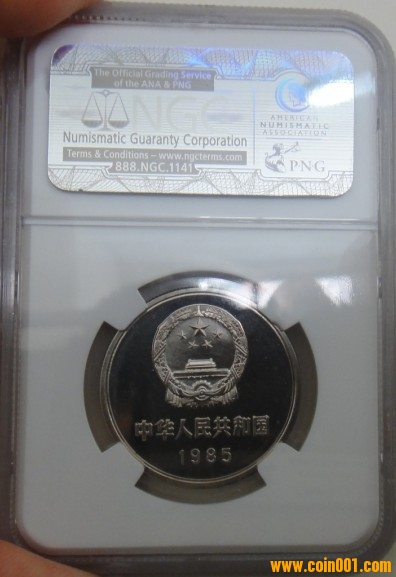 The Official Grading Service
of the ANA & PNG
NGC
Numismatic Guaranty Corporation
Terms & Conditions – www.ngcterms.com
888.NGC.1141
AMERICAN
NUMISMATIC
ASSOCIATION
PNG
中华人民共和国
1985
www.coin001.com